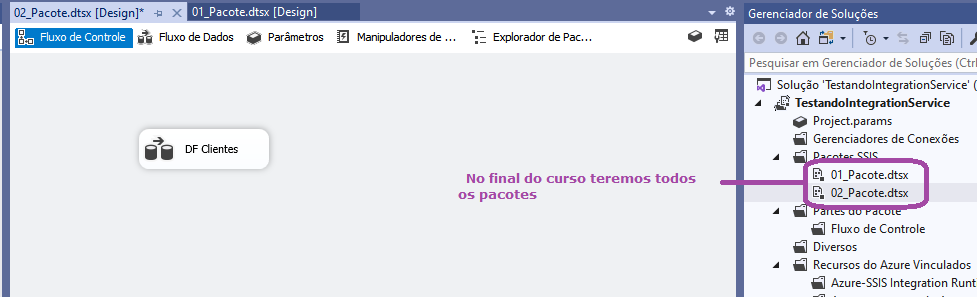 02_Pacote.dtsx [Design]*
01_Pacote.dtsx [Design]
Fluxo de Controle
Fluxo de Dados
Parâmetros
Manipuladores de ...
Explorador de Pac...
DF Clientes
No final do curso teremos todos
os pacotes
Gerenciador de Soluções
Pesquisar em Gerenciador de Soluções (Ctrl
Solução 'TestandoIntegrationService' (
TestandoIntegrationService
Project.params
Gerenciadores de Conexões
Pacotes SSIS
01_Pacote.dtsx
02_Pacote.dtsx
Partes do Pacote
Fluxo de Controle
Diversos
Recursos do Azure Vinculados
Azure-SSIS Integration Runt